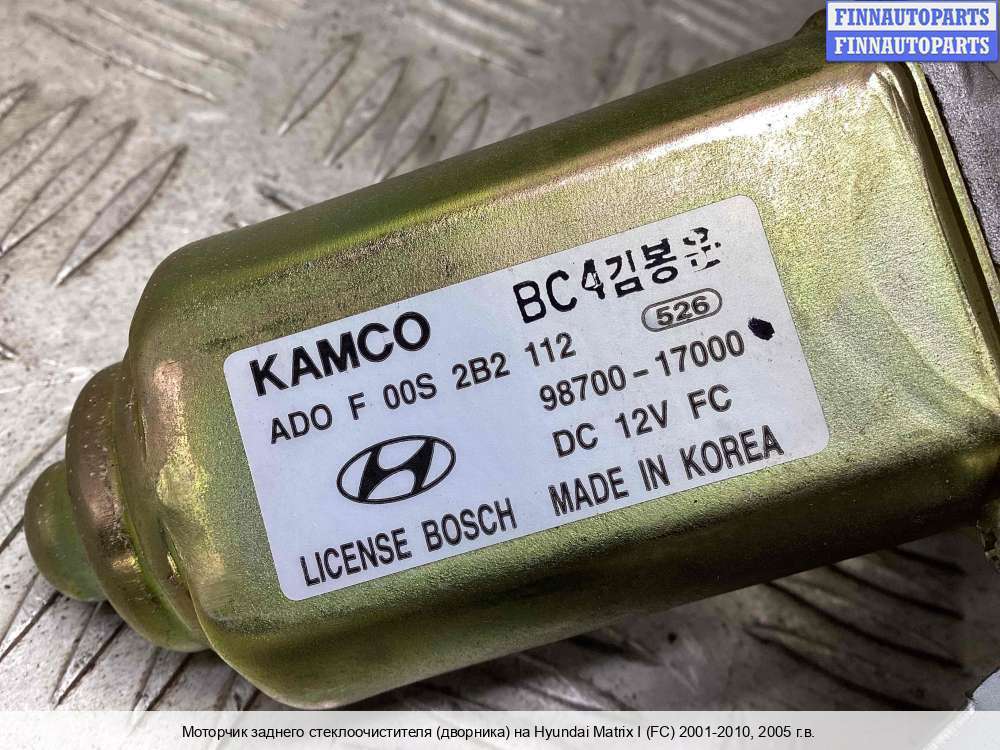 FINNAUTOPARTS
FINNAUTOPARTS
BC4김봉운
KAMCO
526
ADO F 00S 2B2 112
98700-17000
DC 12V FC
LICENSE BOSCH MADE IN KOREA
Моторчик заднего стеклоочистителя (дворника) на Hyundai Matrix I (FC) 2001-2010, 2005 г.в.